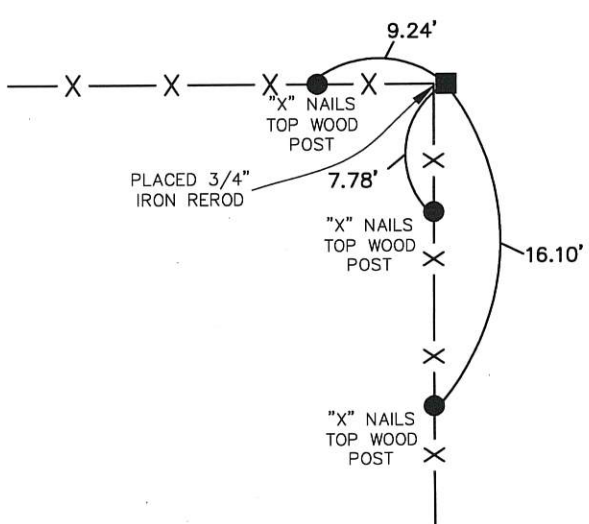 9.24'
"X" NAILS
TOP WOOD
POST
PLACED 3/4"
IRON REROD
7.78'
"X" NAILS
TOP WOOD
POST
16.10'
"X" NAILS
TOP WOOD
POST